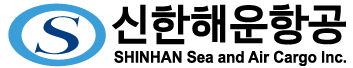 S
신한해운항공
SHINHAN Sea and Air Cargo Inc.